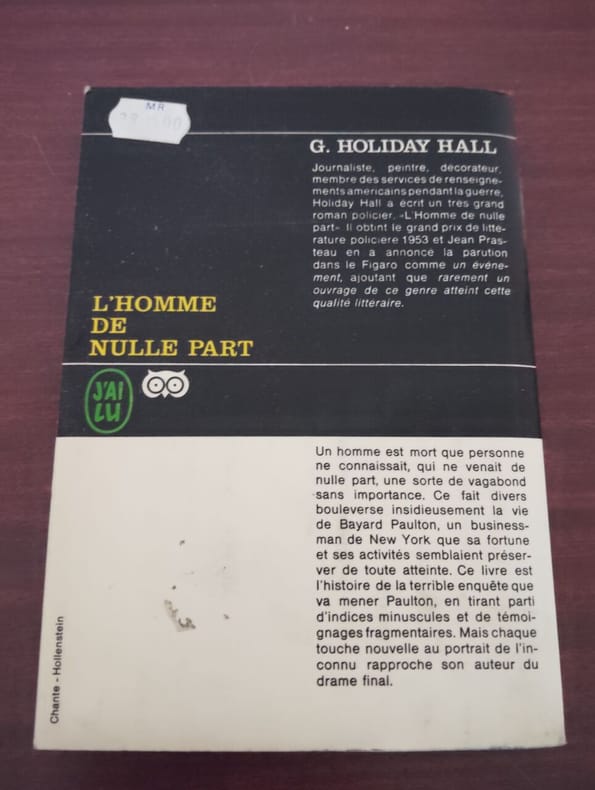 MR
G. HOLIDAY HALL
Journaliste, peintre, décorateur,
membre des services de renseigne-
ments américains pendant la guerre,
Holiday Hall a écrit un très grand
roman policier, «L'Homme de nulle
part» Il obtint le grand prix de litté-
rature policière 1953 et Jean Pras-
teau en a annoncé la parution
dans le Figaro comme un événe-
ment, ajoutant que rarement un
ouvrage de ce genre atteint cette
qualité littéraire.
L'HOMME
DE
NULLE PART
J'AI
LU
Un homme est mort que personne
ne connaissait, qui ne venait de
nulle part, une sorte de vagabond
sans importance. Ce fait divers
bouleverse insidieusement la vie
de Bayard Paulton, un business-
man de New York que sa fortune
et ses activités semblaient préser-
ver de toute atteinte. Ce livre est
l'histoire de la terrible enquête que
va mener Paulton, en tirant parti
d'indices minuscules et de témoi-
gnages fragmentaires. Mais chaque
touche nouvelle au portrait de l'in-
connu rapproche son auteur du
drame final.
Chante - Hollenstein